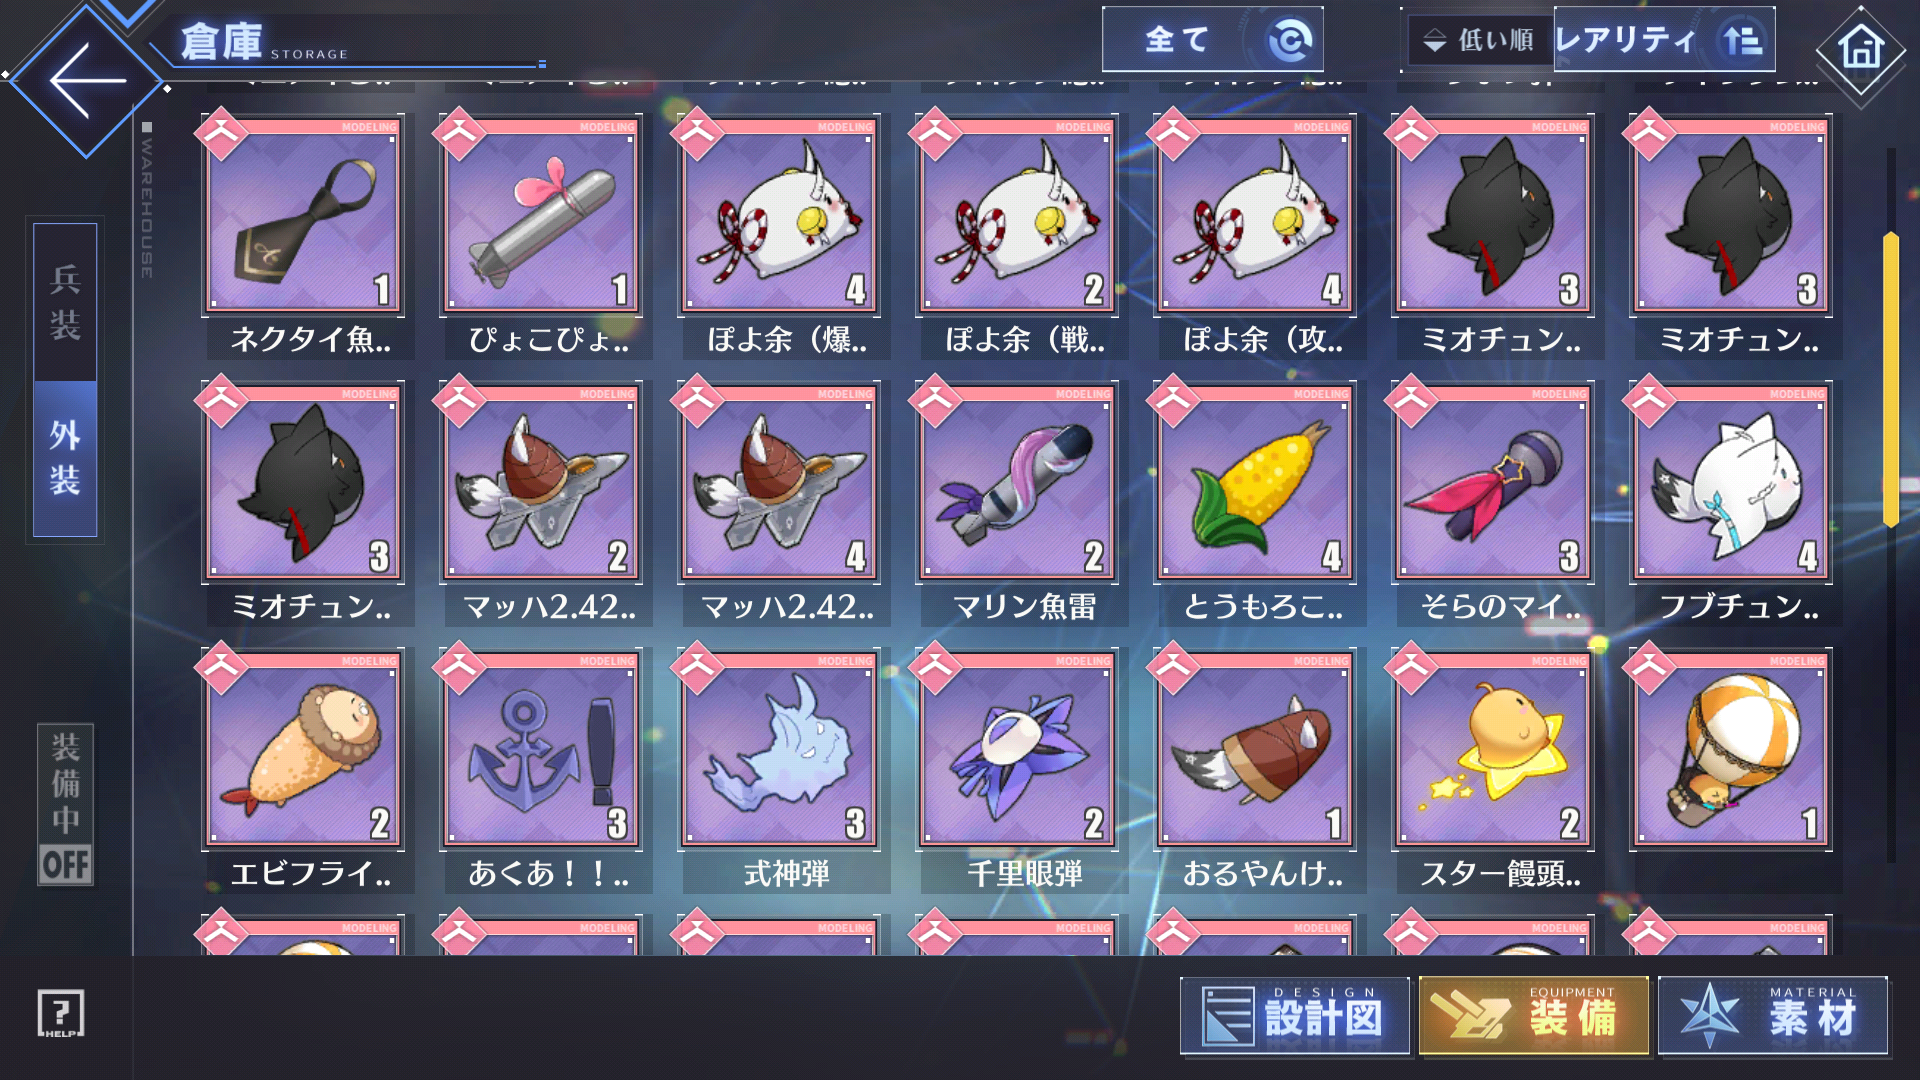 倉庫 STORAGE
全て
低い順
レアリティ
WAREHOUSE
兵装
外装
装備中
OFF
HELP
MODELING MODELING MODELING MODELING MODELING MODELING MODELING
1 1 4 2 4 3 3
ネクタイ魚.. ぴょこぴょ.. ぽよ余（爆.. ぽよ余（戦.. ぽよ余（攻.. ミオチュン.. ミオチュン..
MODELING MODELING MODELING MODELING MODELING MODELING MODELING
3 2 4 2 4 3 4
ミオチュン.. マッハ2.42.. マッハ2.42.. マリン魚雷 とうもろこ.. そらのマイ.. フブチュン..
MODELING MODELING MODELING MODELING MODELING MODELING MODELING
2 3 3 2 1 2 1
エビフライ.. あくあ！！.. 式神弾 千里眼弾 おるやんけ.. スター饅頭..
MODELING MODELING MODELING MODELING MODELING MODELING MODELING
DESIGN
設計図
EQUIPMENT
装備
MATERIAL
素材